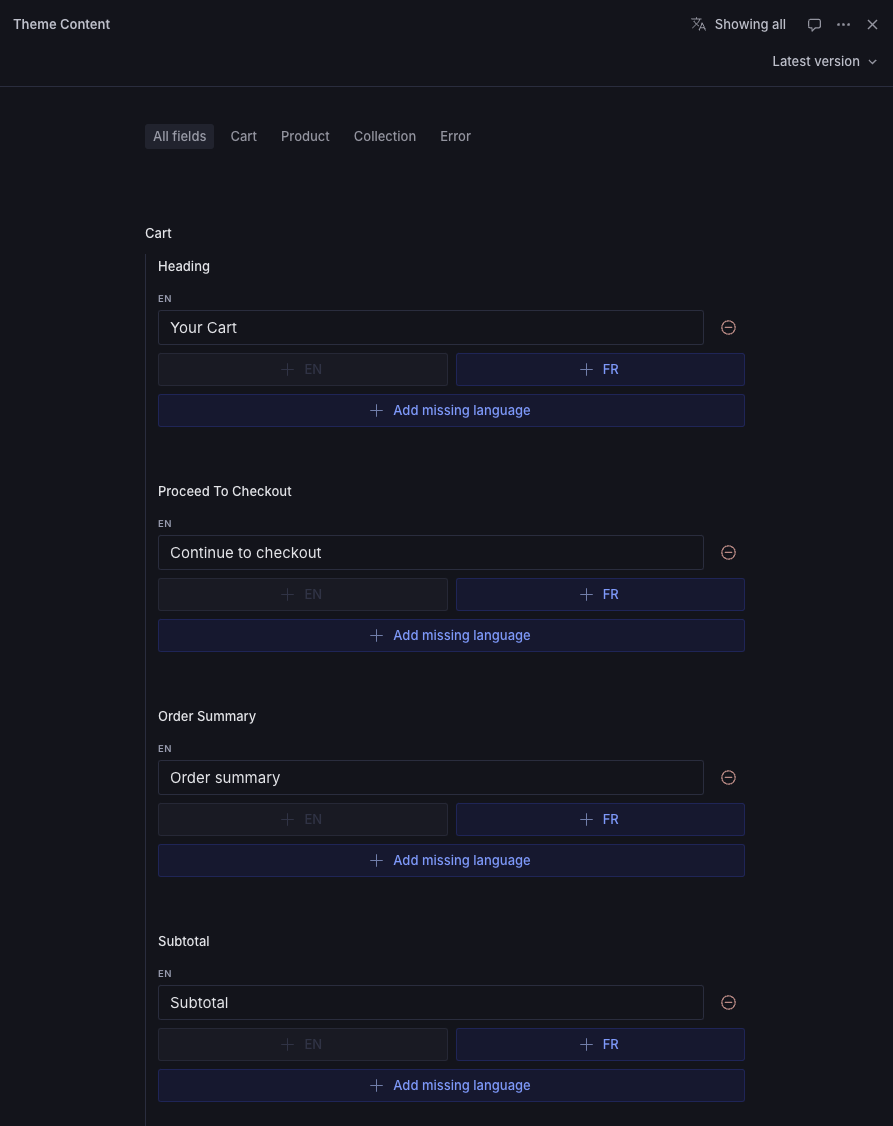 Theme Content
Showing all
Latest version
All fields Cart Product Collection Error
Cart
Heading
EN
Your Cart
EN FR
Add missing language
Proceed To Checkout
EN
Continue to checkout
EN FR
Add missing language
Order Summary
EN
Order summary
EN FR
Add missing language
Subtotal
EN
Subtotal
EN FR
Add missing language